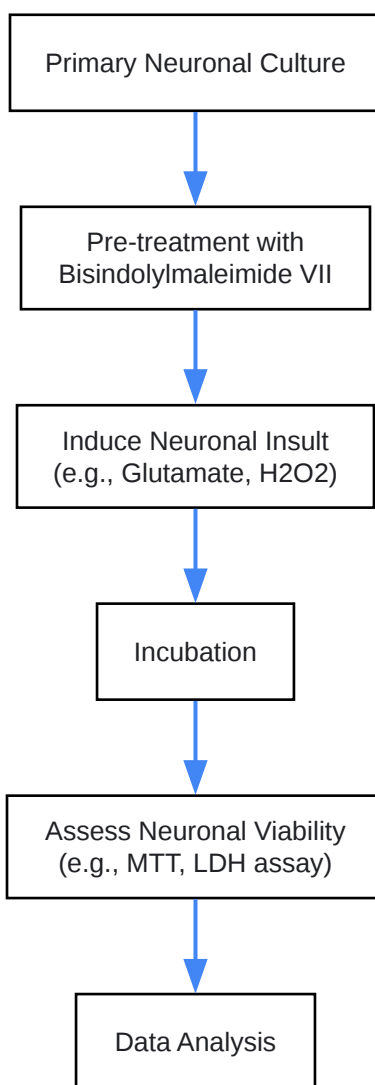 Primary Neuronal Culture
Pre-treatment with
Bisindolylmaleimide VII
Induce Neuronal Insult
(e.g., Glutamate, H2O2)
Incubation
Assess Neuronal Viability
(e.g., MTT, LDH assay)
Data Analysis